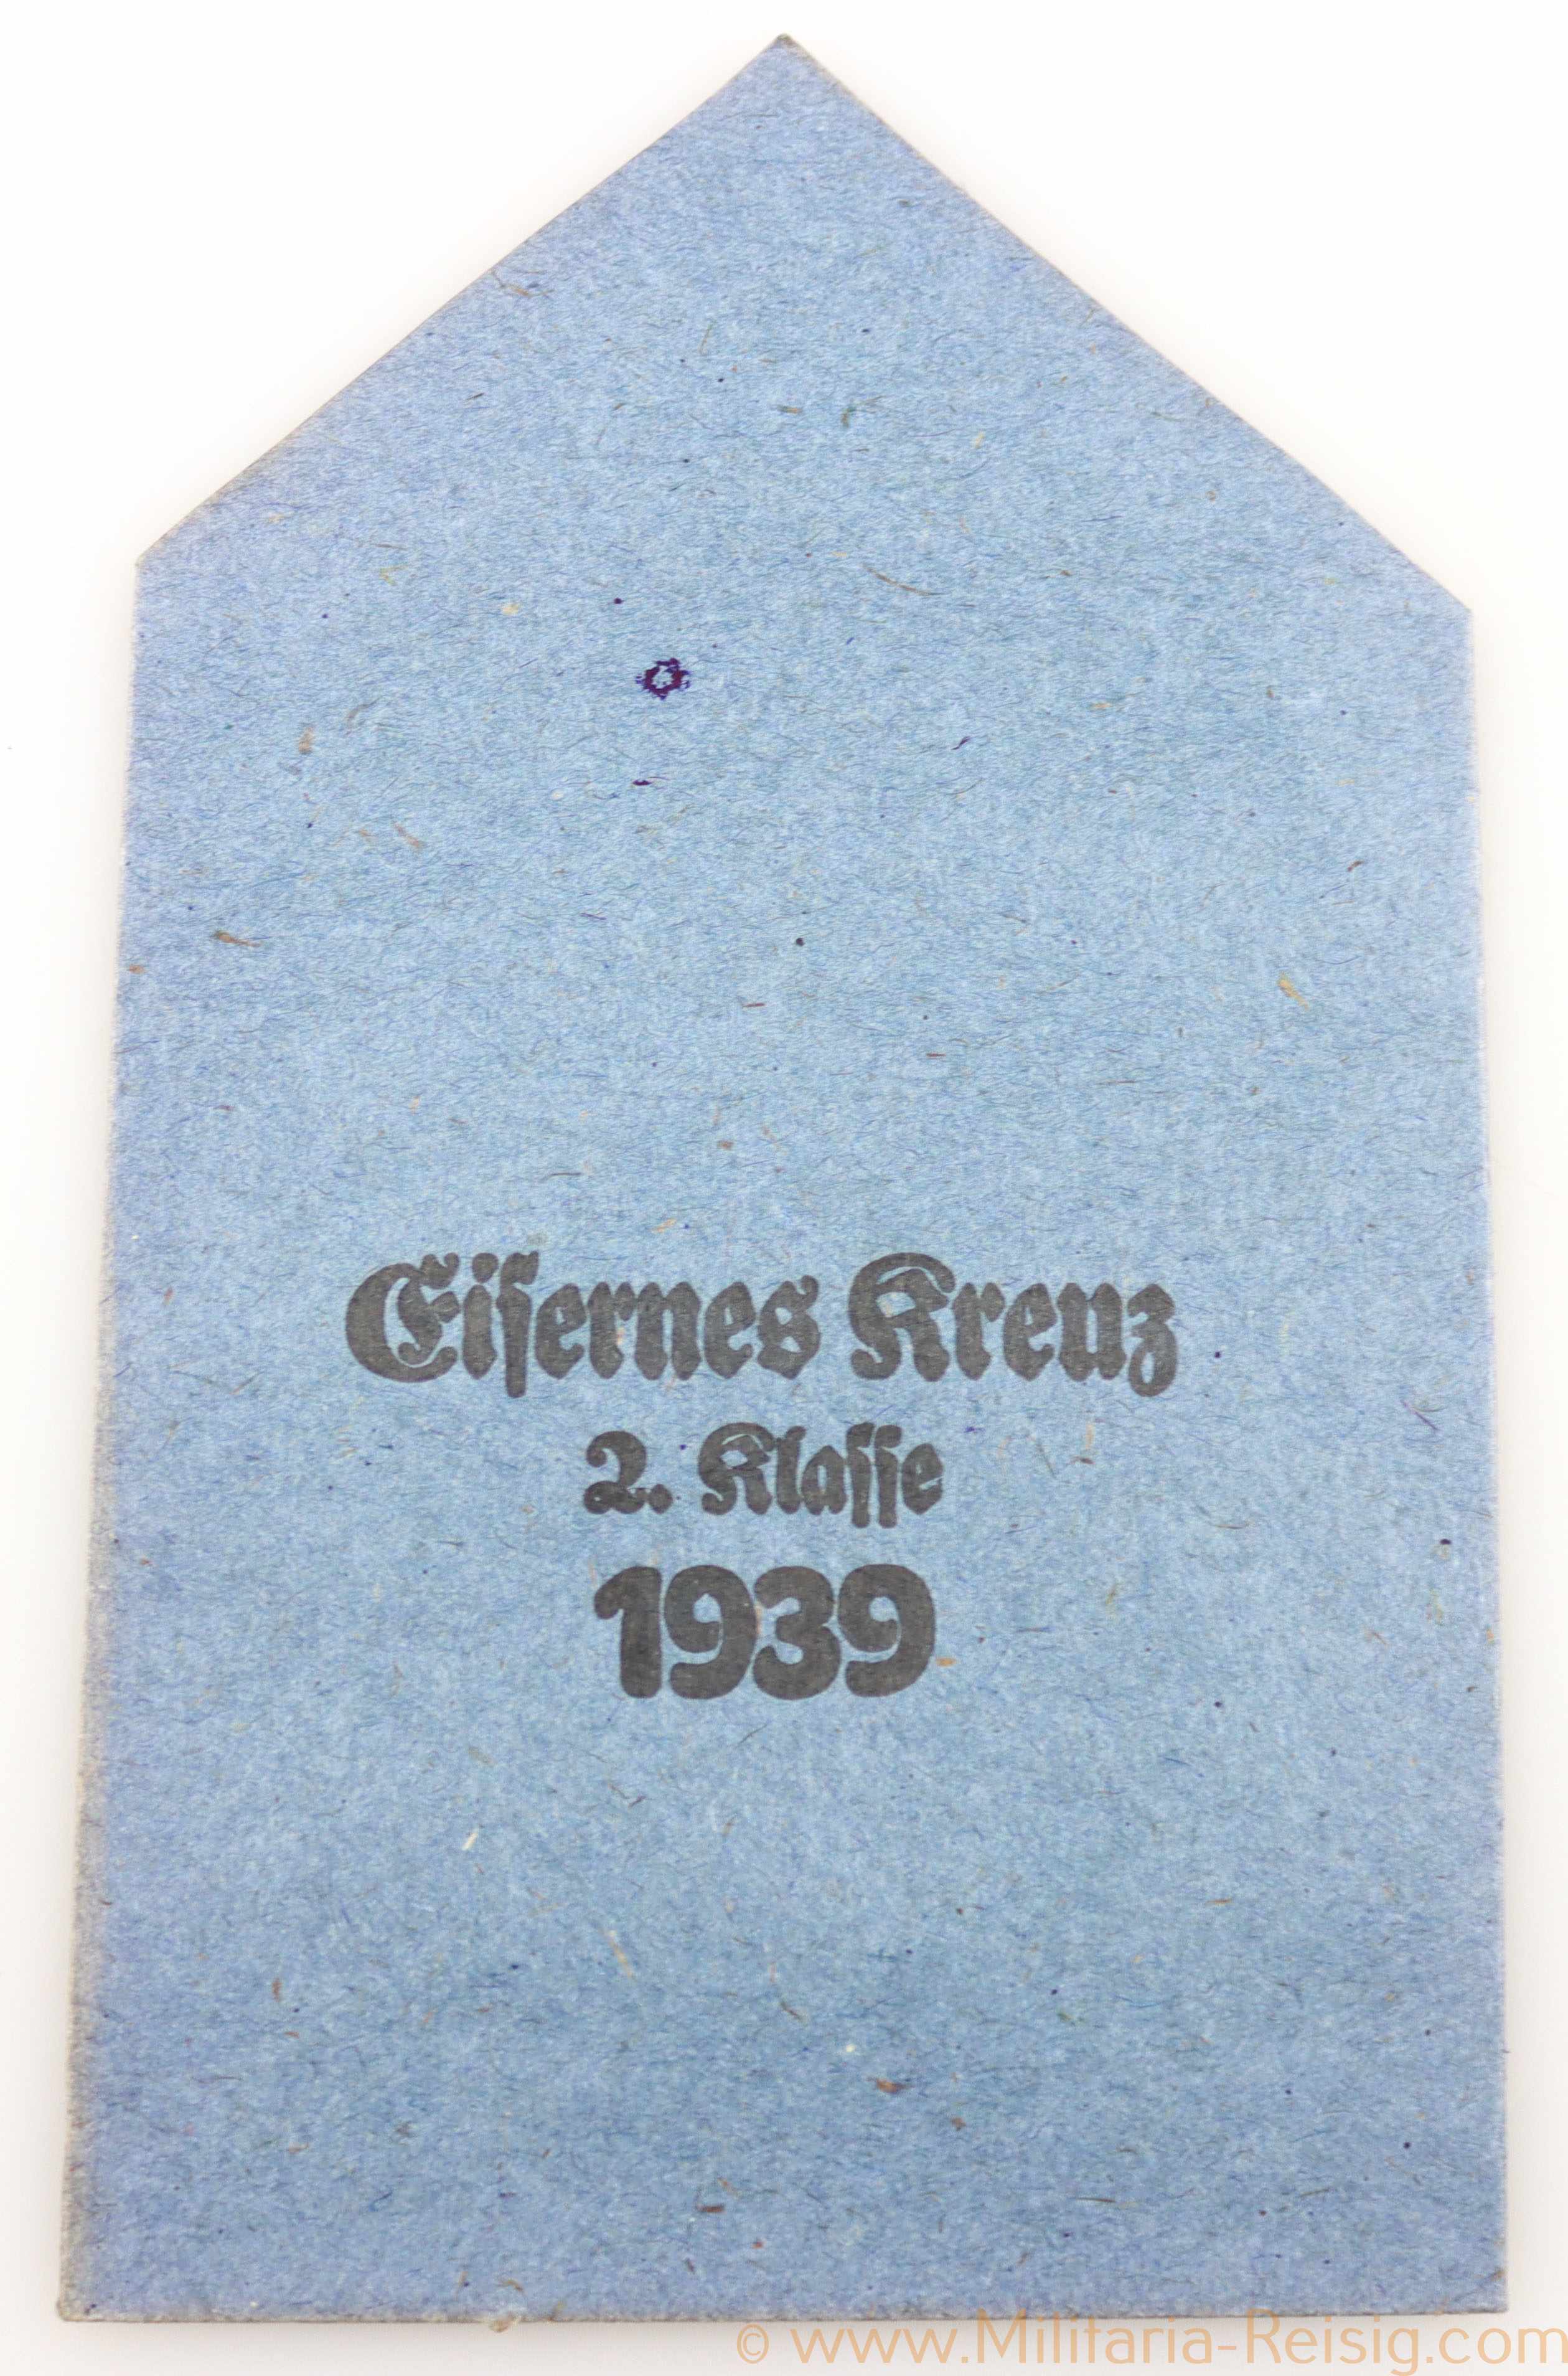 Eisernes Kreuz
2. Klasse
1939
© www.Militaria-Reisig.com